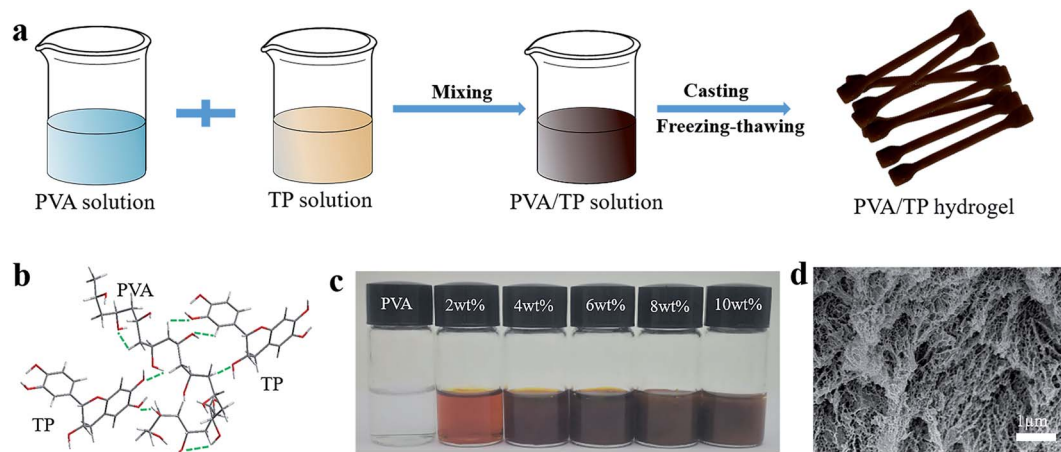 a
Mixing
Casting
Freezing-thawing
PVA solution
TP solution
PVA/TP solution
PVA/TP hydrogel
b
PVA
TP
TP
c
PVA
2wt%
4wt%
6wt%
8wt%
10wt%
d
1μm